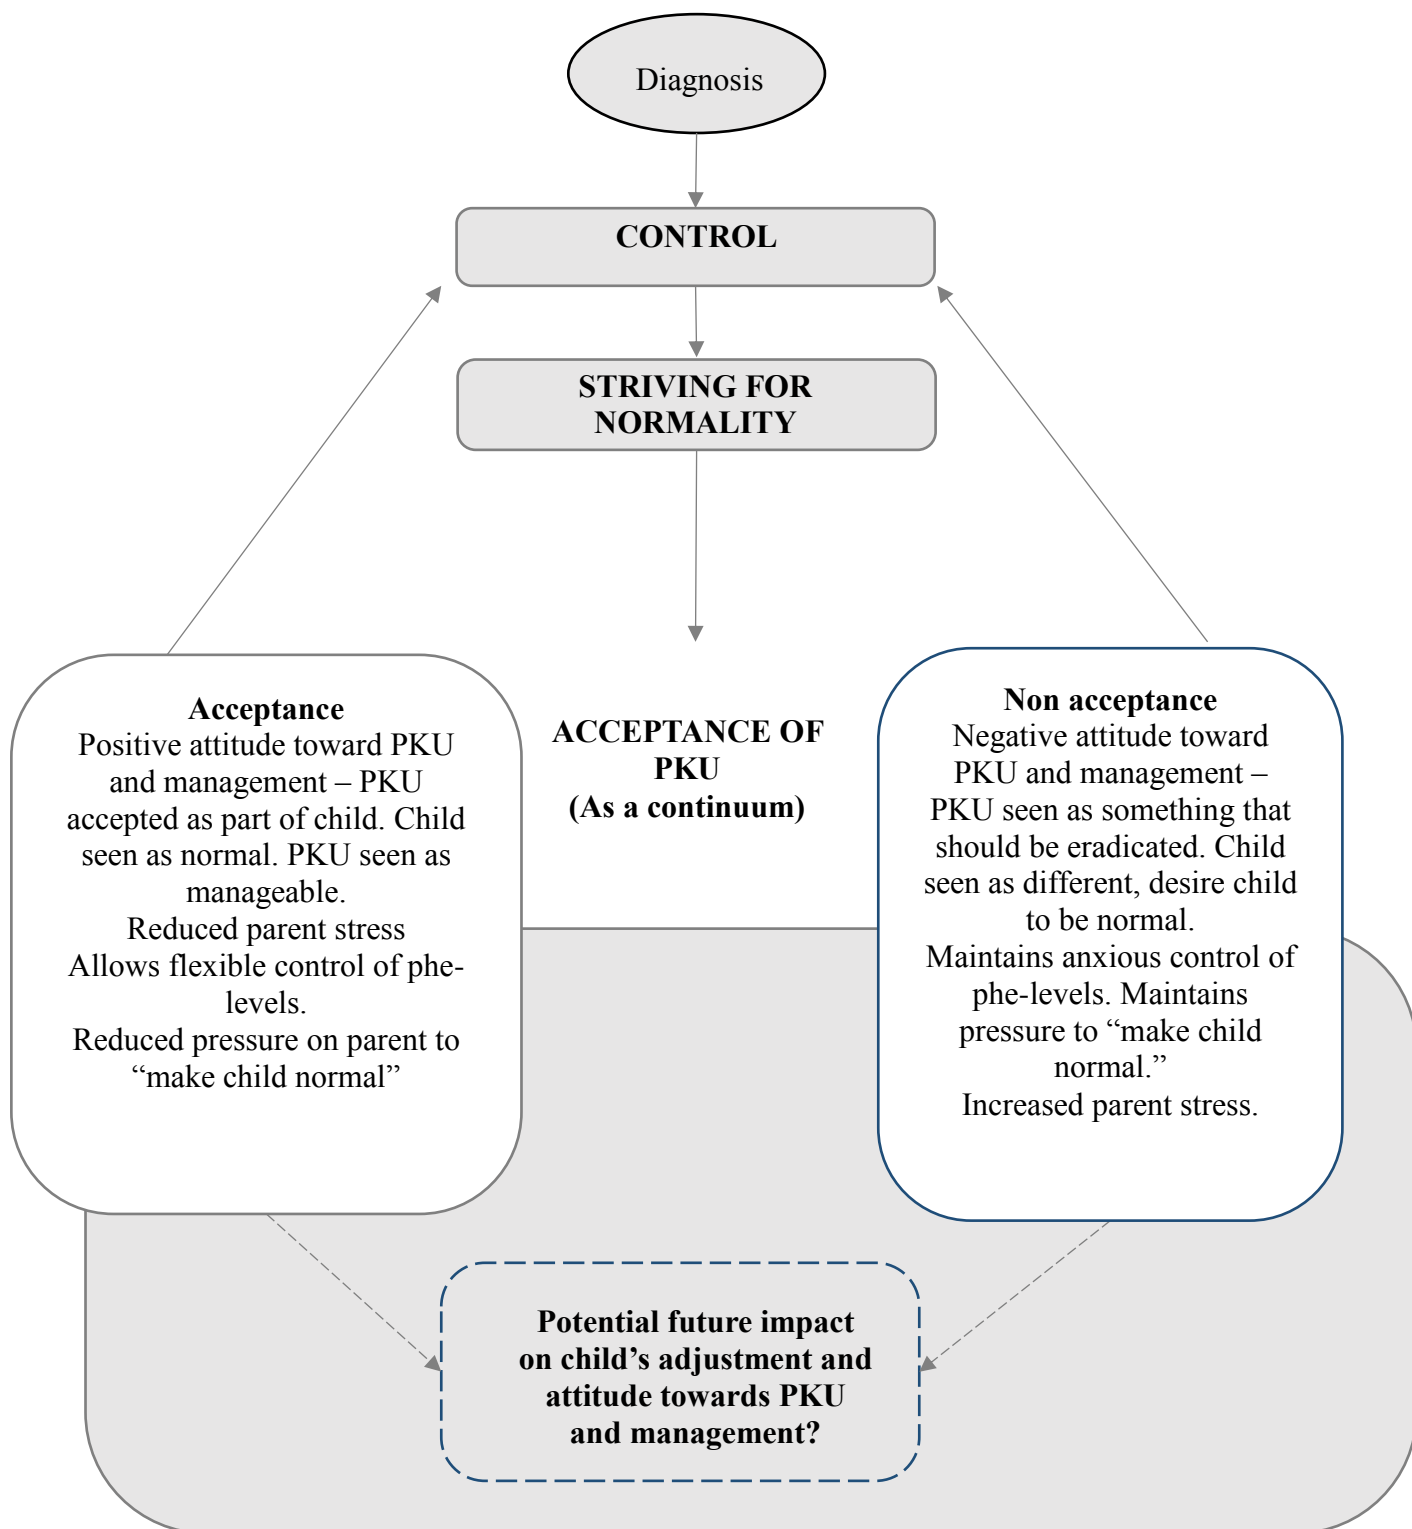 Diagnosis
CONTROL
STRIVING FOR
NORMALITY
Acceptance
Positive attitude toward PKU
and management – PKU
accepted as part of child. Child
seen as normal. PKU seen as
manageable.
Reduced parent stress
Allows flexible control of phe-
levels.
Reduced pressure on parent to
“make child normal”
ACCEPTANCE OF
PKU
(As a continuum)
Non acceptance
Negative attitude toward
PKU and management –
PKU seen as something that
should be eradicated. Child
seen as different, desire child
to be normal.
Maintains anxious control of
phe-levels. Maintains
pressure to “make child
normal.”
Increased parent stress.
Potential future impact
on child’s adjustment and
attitude towards PKU
and management?